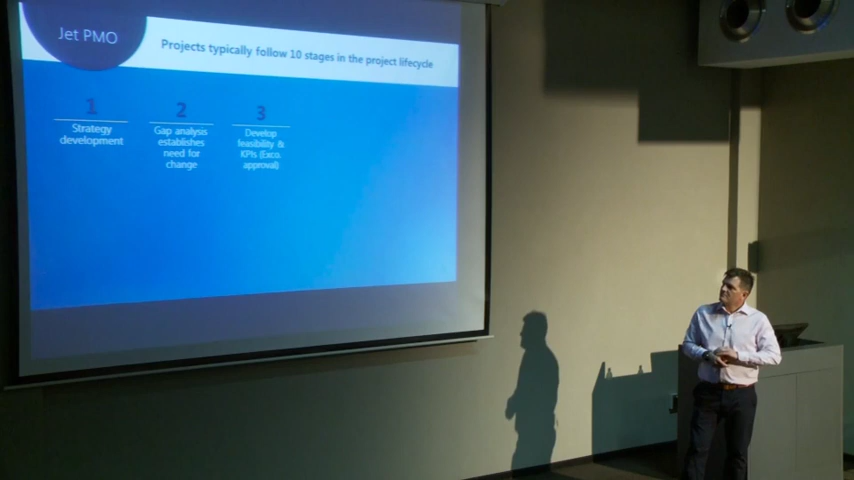 Jet PMO
Projects typically follow 10 stages in the project lifecycle
1
Strategy
development
2
Gap analysis
establishes
need for
change
3
Develop
feasibility &
KPIs (Exco.
approval)